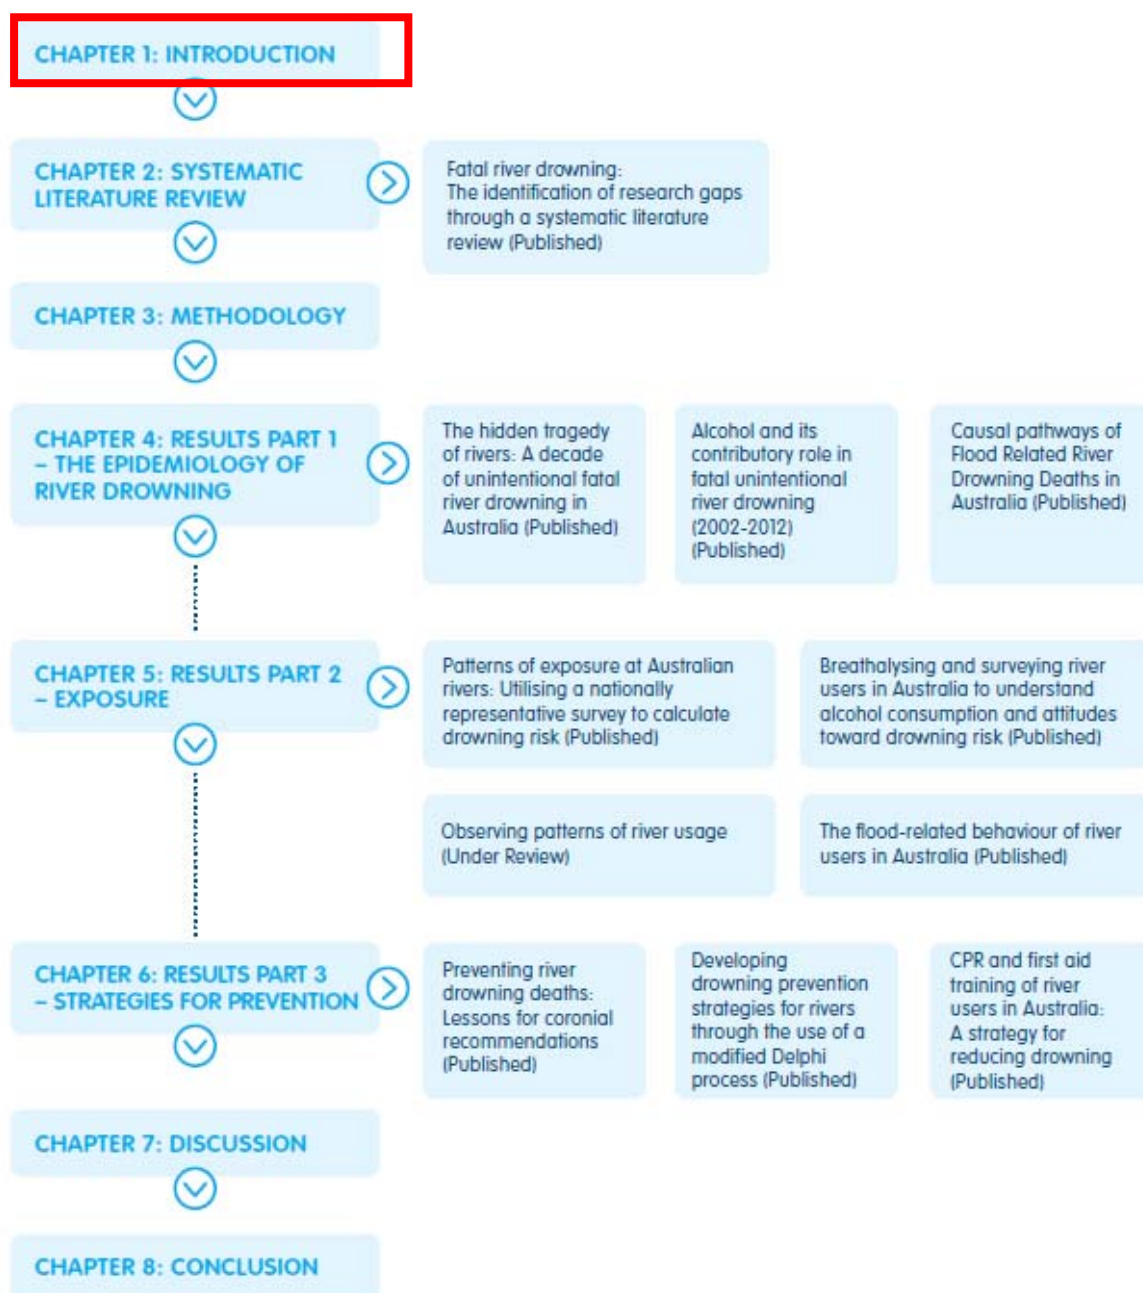 CHAPTER 1: INTRODUCTION
CHAPTER 2: SYSTEMATIC
LITERATURE REVIEW
Fatal river drowning:
The identification of research gaps
through a systematic literature
review (Published)
CHAPTER 3: METHODOLOGY
CHAPTER 4: RESULTS PART 1
– THE EPIDEMIOLOGY OF
RIVER DROWNING
The hidden tragedy
of rivers: A decade
of unintentional fatal
river drowning in
Australia (Published)
Alcohol and its
contributory role in
fatal unintentional
river drowning
(2002-2012)
(Published)
Causal pathways of
Flood Related River
Drowning Deaths in
Australia (Published)
CHAPTER 5: RESULTS PART 2
– EXPOSURE
Patterns of exposure at Australian
rivers: Utilising a nationally
representative survey to calculate
drowning risk (Published)
Breathalysing and surveying river
users in Australia to understand
alcohol consumption and attitudes
toward drowning risk (Published)
Observing patterns of river usage
(Under Review)
The flood-related behaviour of river
users in Australia (Published)
CHAPTER 6: RESULTS PART 3
– STRATEGIES FOR PREVENTION
Preventing river
drowning deaths:
Lessons for coronial
recommendations
(Published)
Developing
drowning prevention
strategies for rivers
through the use of a
modified Delphi
process (Published)
CPR and first aid
training of river
users in Australia:
A strategy for
reducing drowning
(Published)
CHAPTER 7: DISCUSSION
CHAPTER 8: CONCLUSION